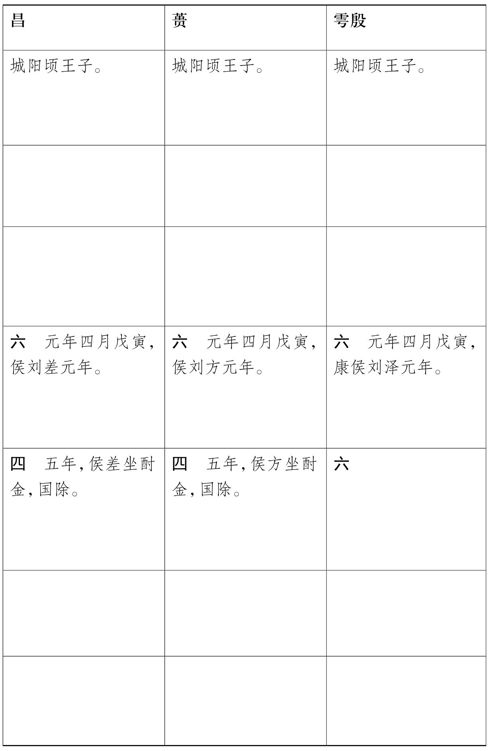 昌
蒉
雩殷
城阳顷王子。
城阳顷王子。
城阳顷王子。
六 元年四月戊寅,
侯刘差元年。
六 元年四月戊寅,
侯刘方元年。
六 元年四月戊寅,
康侯刘泽元年。
四 五年,侯差坐酎
金,国除。
四 五年,侯方坐酎
金,国除。
六